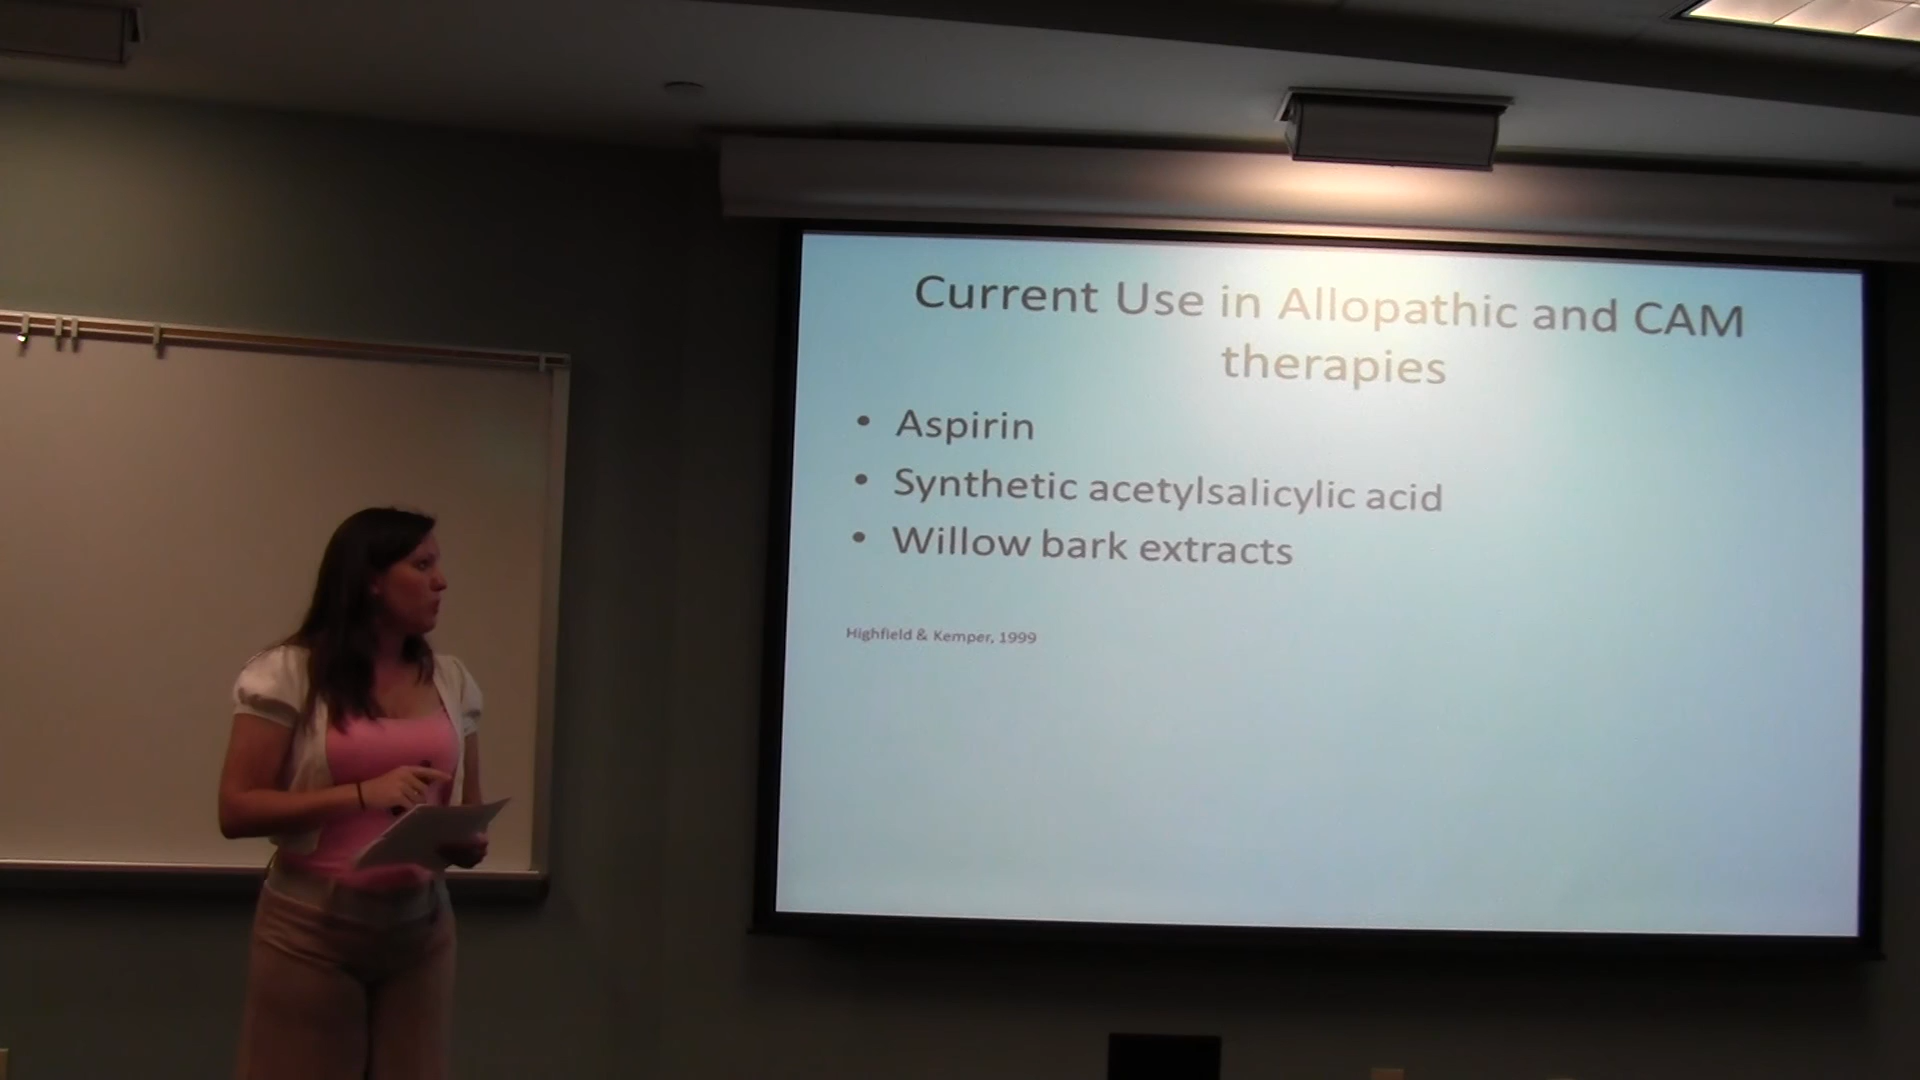 Current Use in Allopathic and CAM
therapies
• Aspirin
• Synthetic acetylsalicylic acid
• Willow bark extracts
Highfield & Kemper, 1999